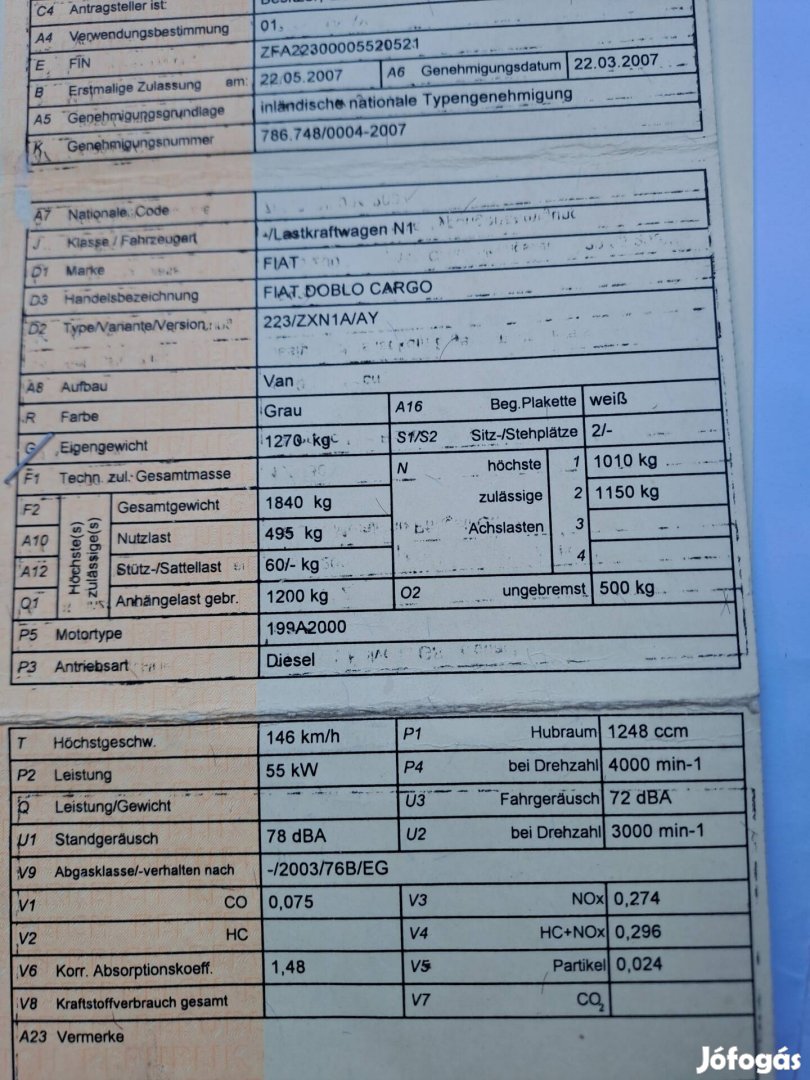 C4 Antragsteller ist:
A4 Verwendungsbestimmung 01,
E FIN ZFA22300005520521
B Erstmalige Zulassung am: 22.05.2007 A6 Genehmigungsdatum 22.03.2007
A5 Genehmigungsgrundlage inländische nationale Typengenehmigung
K Genehmigungsnummer 786.748/0004-2007
A7 Nationale Code
J Klasse / Fahrzeugart -/Lastkraftwagen N1
D1 Marke FIAT
D3 Handelsbezeichnung FIAT DOBLO CARGO
D2 Type/Variante/Version 223/ZXN1A/AY
A8 Aufbau Van
R Farbe Grau A16 Beg.Plakette weiß
G Eigengewicht 1270 kg S1/S2 Sitz-/Stehplätze 2/-
F1 Techn. zul. Gesamtmasse N höchste 1 1010 kg
F2 Höchste(s) zulässige(s) Gesamtgewicht 1840 kg zulässige 2 1150 kg
A10 Nutzlast 495 kg Achslasten 3
A12 Stütz-/Sattellast 60/- kg 4
O1 Anhängelast gebr. 1200 kg O2 ungebremst 500 kg
P5 Motortype 199A2000
P3 Antriebsart Diesel
T Höchstgeschw. 146 km/h P1 Hubraum 1248 ccm
P2 Leistung 55 kW P4 bei Drehzahl 4000 min-1
Q Leistung/Gewicht U3 Fahrgeräusch 72 dBA
U1 Standgeräusch 78 dBA U2 bei Drehzahl 3000 min-1
V9 Abgasklasse/-verhalten nach -/2003/76B/EG
V1 CO 0,075 V3 NOx 0,274
V2 HC V4 HC+NOx 0,296
V6 Korr. Absorptionskoeff. 1,48 V5 Partikel 0,024
V8 Kraftstoffverbrauch gesamt V7 CO2
A23 Vermerke
Jófogás